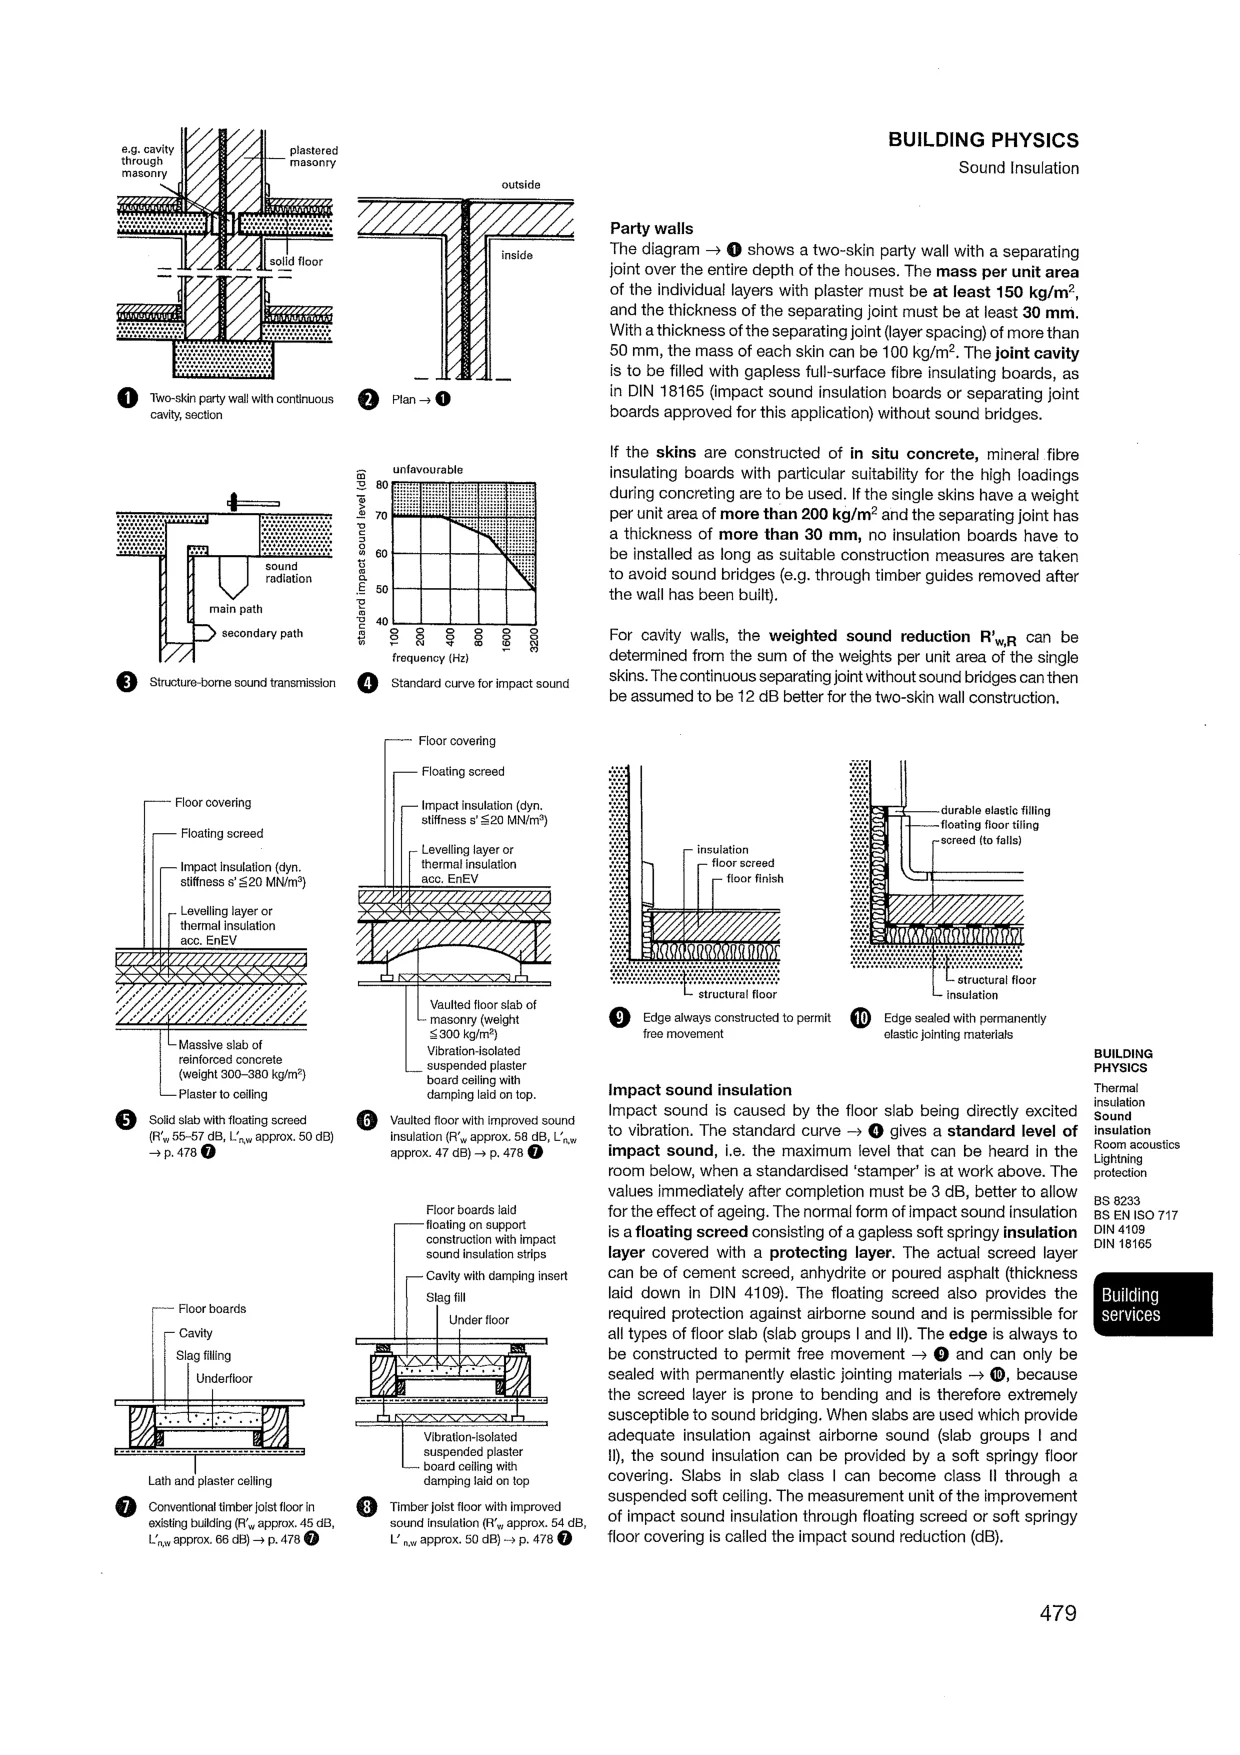 BUILDING PHYSICS
Sound Insulation
e.g. cavity
through
masonry
plastered
masonry
solid floor
❶ Two-skin party wall with continuous
cavity, section
outside
inside
❷ Plan → ❶
sound
radiation
main path
secondary path
❸ Structure-borne sound transmission
unfavourable
standard impact sound level (dB)
80
70
60
50
40
100
200
400
800
1600
3200
frequency (Hz)
❹ Standard curve for impact sound
Floor covering
Floating screed
Impact insulation (dyn.
stiffness s' ≦20 MN/m³)
Levelling layer or
thermal insulation
acc. EnEV
Massive slab of
reinforced concrete
(weight 300–380 kg/m²)
Plaster to ceiling
❺ Solid slab with floating screed
(R'w 55–57 dB, L'n,w approx. 50 dB)
→ p. 478 ❼
Floor covering
Floating screed
Impact insulation (dyn.
stiffness s' ≦20 MN/m³)
Levelling layer or
thermal insulation
acc. EnEV
Vaulted floor slab of
masonry (weight
≦300 kg/m²)
Vibration-isolated
suspended plaster
board ceiling with
damping laid on top.
❻ Vaulted floor with improved sound
insulation (R'w approx. 58 dB, L'n,w
approx. 47 dB) → p. 478 ❼
Floor boards
Cavity
Slag filling
Underfloor
Lath and plaster ceiling
❼ Conventional timber joist floor in
existing building (R'w approx. 45 dB,
L'n,w approx. 66 dB) → p. 478 ❼
Floor boards laid
floating on support
construction with impact
sound insulation strips
Cavity with damping insert
Slag fill
Under floor
Vibration-isolated
suspended plaster
board ceiling with
damping laid on top
❽ Timber joist floor with improved
sound insulation (R'w approx. 54 dB,
L' n,w approx. 50 dB) → p. 478 ❼
Party walls
The diagram → ❶ shows a two-skin party wall with a separating
joint over the entire depth of the houses. The mass per unit area
of the individual layers with plaster must be at least 150 kg/m²,
and the thickness of the separating joint must be at least 30 mm.
With a thickness of the separating joint (layer spacing) of more than
50 mm, the mass of each skin can be 100 kg/m². The joint cavity
is to be filled with gapless full-surface fibre insulating boards, as
in DIN 18165 (impact sound insulation boards or separating joint
boards approved for this application) without sound bridges.
If the skins are constructed of in situ concrete, mineral fibre
insulating boards with particular suitability for the high loadings
during concreting are to be used. If the single skins have a weight
per unit area of more than 200 kg/m² and the separating joint has
a thickness of more than 30 mm, no insulation boards have to
be installed as long as suitable construction measures are taken
to avoid sound bridges (e.g. through timber guides removed after
the wall has been built).
For cavity walls, the weighted sound reduction R'w,R can be
determined from the sum of the weights per unit area of the single
skins. The continuous separating joint without sound bridges can then
be assumed to be 12 dB better for the two-skin wall construction.
insulation
floor screed
floor finish
structural floor
❾ Edge always constructed to permit
free movement
durable elastic filling
floating floor tiling
screed (to falls)
structural floor
insulation
❿ Edge sealed with permanently
elastic jointing materials
Impact sound insulation
Impact sound is caused by the floor slab being directly excited
to vibration. The standard curve → ❹ gives a standard level of
impact sound, i.e. the maximum level that can be heard in the
room below, when a standardised 'stamper' is at work above. The
values immediately after completion must be 3 dB, better to allow
for the effect of ageing. The normal form of impact sound insulation
is a floating screed consisting of a gapless soft springy insulation
layer covered with a protecting layer. The actual screed layer
can be of cement screed, anhydrite or poured asphalt (thickness
laid down in DIN 4109). The floating screed also provides the
required protection against airborne sound and is permissible for
all types of floor slab (slab groups I and II). The edge is always to
be constructed to permit free movement → ❾ and can only be
sealed with permanently elastic jointing materials → ❿, because
the screed layer is prone to bending and is therefore extremely
susceptible to sound bridging. When slabs are used which provide
adequate insulation against airborne sound (slab groups I and
II), the sound insulation can be provided by a soft springy floor
covering. Slabs in slab class I can become class II through a
suspended soft ceiling. The measurement unit of the improvement
of impact sound insulation through floating screed or soft springy
floor covering is called the impact sound reduction (dB).
BUILDING
PHYSICS
Thermal
insulation
Sound
insulation
Room acoustics
Lightning
protection
BS 8233
BS EN ISO 717
DIN 4109
DIN 18165
Building
services
479